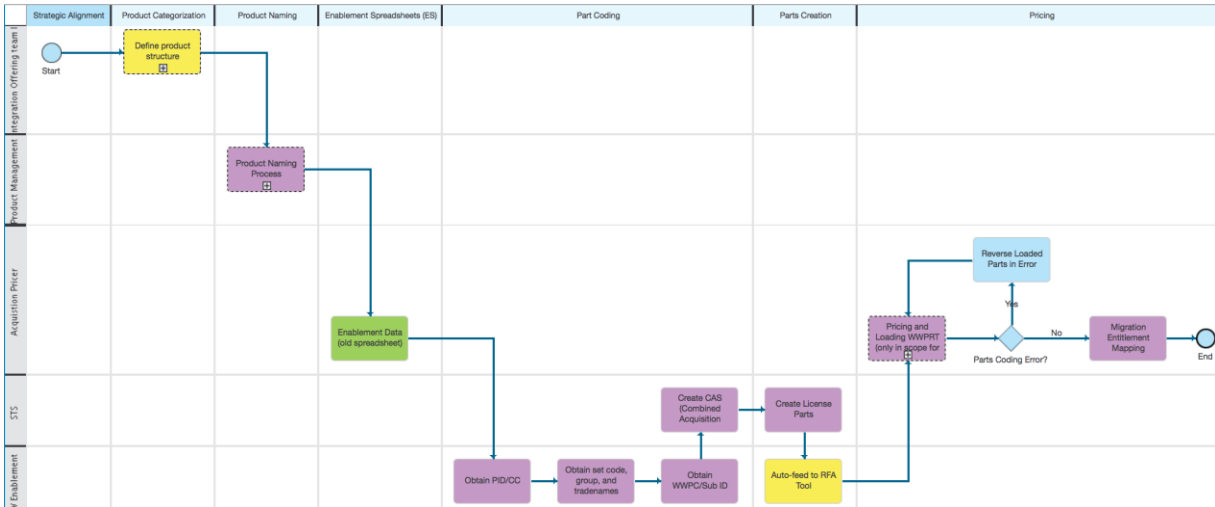 Strategic Alignment
Product Categorization
Product Naming
Enablement Spreadsheets (ES)
Part Coding
Parts Creation
Pricing
ntegration Offering team I
Product Management
Acquistion Pricer
STS
V Enablement
Start
Define product
structure
Product Naming
Process
Enablement Data
(old spreadsheet)
Obtain PID/CC
Obtain set code,
group, and
tradenames
Obtain
WWPC/Sub ID
Create CAS
(Combined
Acquisition
Create License
Parts
Auto-feed to RFA
Tool
Pricing and
Loading WWPRT
(only in scope for
Parts Coding Error?
Yes
Reverse Loaded
Parts in Error
No
Migration
Entitlement
Mapping
End